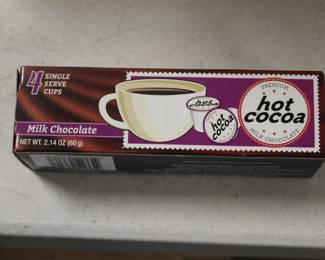 4 SINGLE
SERVE
CUPS
Milk Chocolate
NET WT. 2.14 OZ (60 g)
hot
cocoa
PREMIUM
hot
cocoa
MILK CHOCOLATE